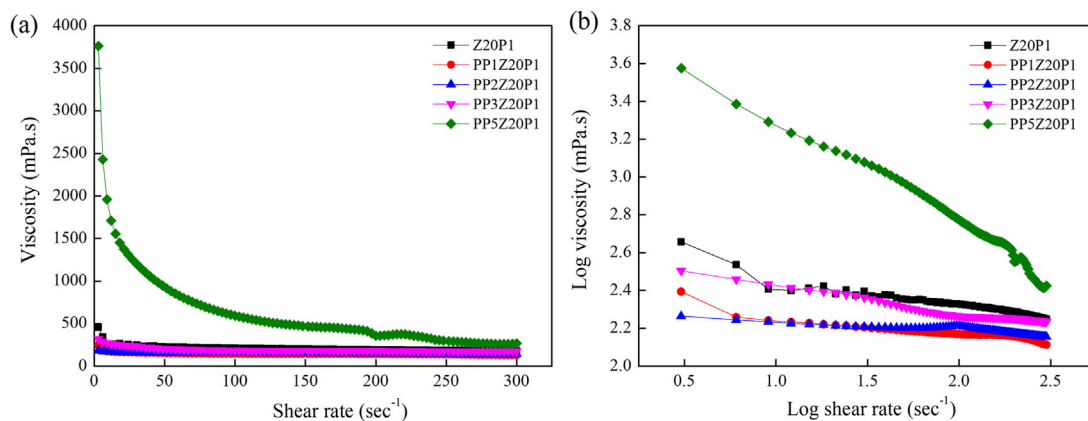 (a)
4000
3500
3000
2500
2000
1500
1000
500
0
Viscosity (mPa.s)
Z20P1
PP1Z20P1
PP2Z20P1
PP3Z20P1
PP5Z20P1
0
50
100
150
200
250
300
Shear rate (sec⁻¹)
(b)
3.8
3.6
3.4
3.2
3.0
2.8
2.6
2.4
2.2
2.0
Log viscosity (mPa.s)
Z20P1
PP1Z20P1
PP2Z20P1
PP3Z20P1
PP5Z20P1
0.5
1.0
1.5
2.0
2.5
Log shear rate (sec⁻¹)